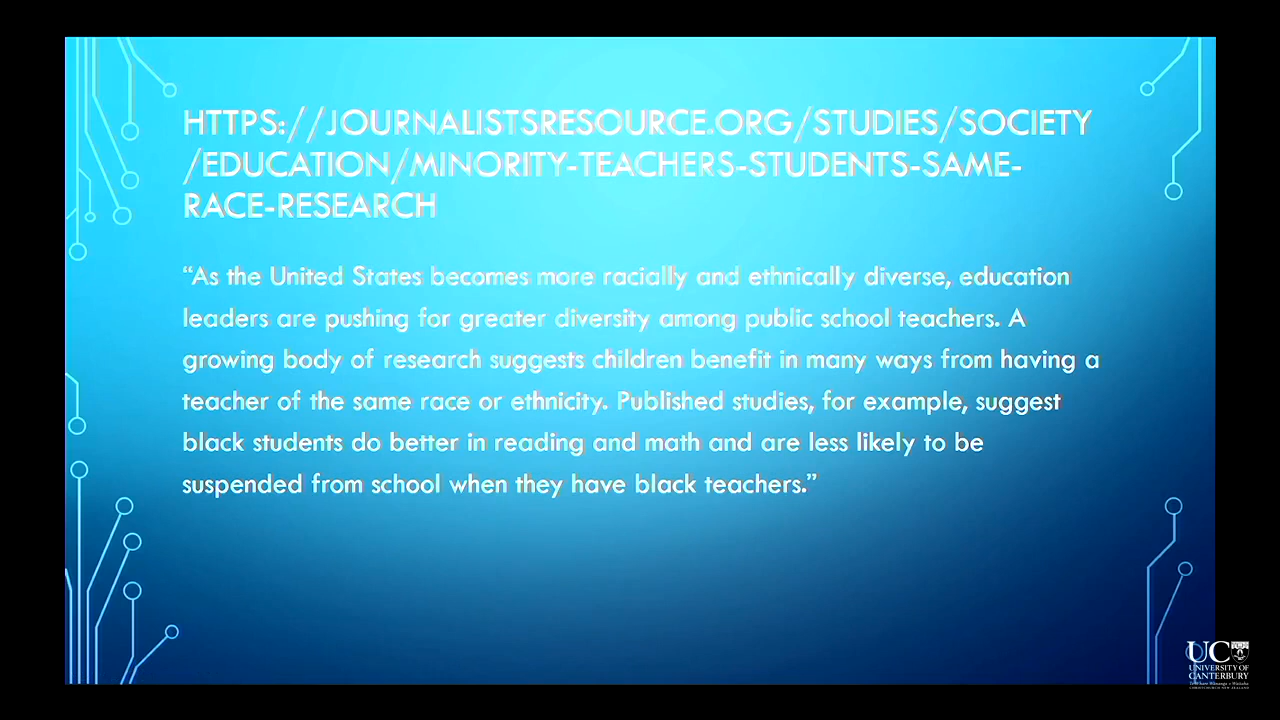 HTTPS://JOURNALISTSRESOURCE.ORG/STUDIES/SOCIETY
/EDUCATION/MINORITY-TEACHERS-STUDENTS-SAME-
RACE-RESEARCH
“As the United States becomes more racially and ethnically diverse, education
leaders are pushing for greater diversity among public school teachers. A
growing body of research suggests children benefit in many ways from having a
teacher of the same race or ethnicity. Published studies, for example, suggest
black students do better in reading and math and are less likely to be
suspended from school when they have black teachers.”
UC
UNIVERSITY OF
CANTERBURY
CHRISTCHURCH NEW ZEALAND